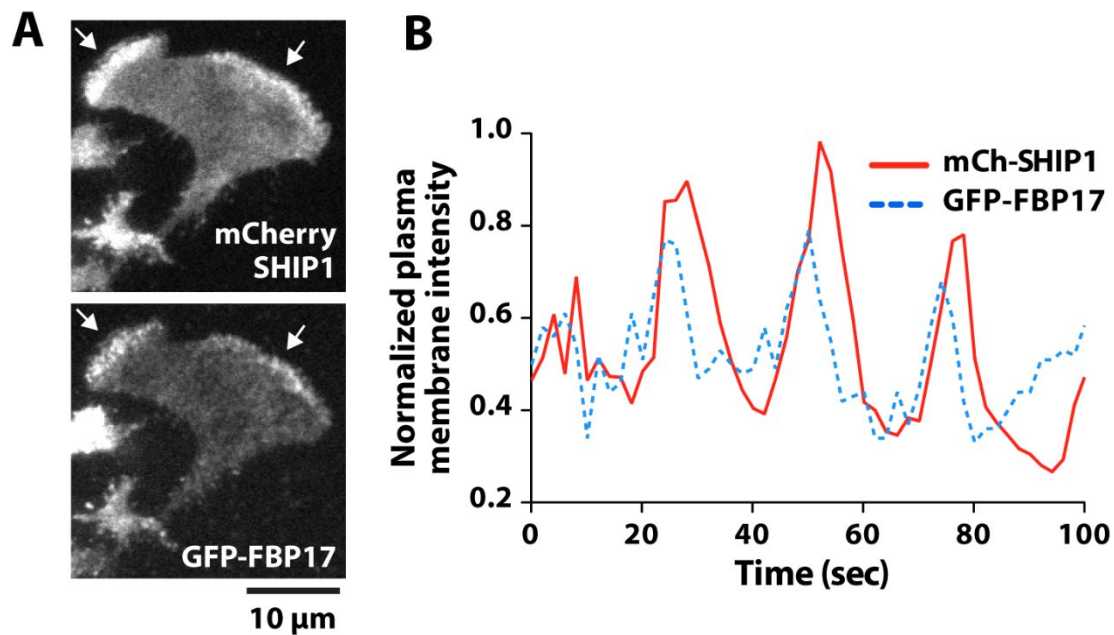 A
mCherry
SHIP1
GFP-FBP17
10 μm
B
Normalized plasma
membrane intensity
1.0
0.8
0.6
0.4
0.2
0
20
40
60
80
100
Time (sec)
mCh-SHIP1
GFP-FBP17